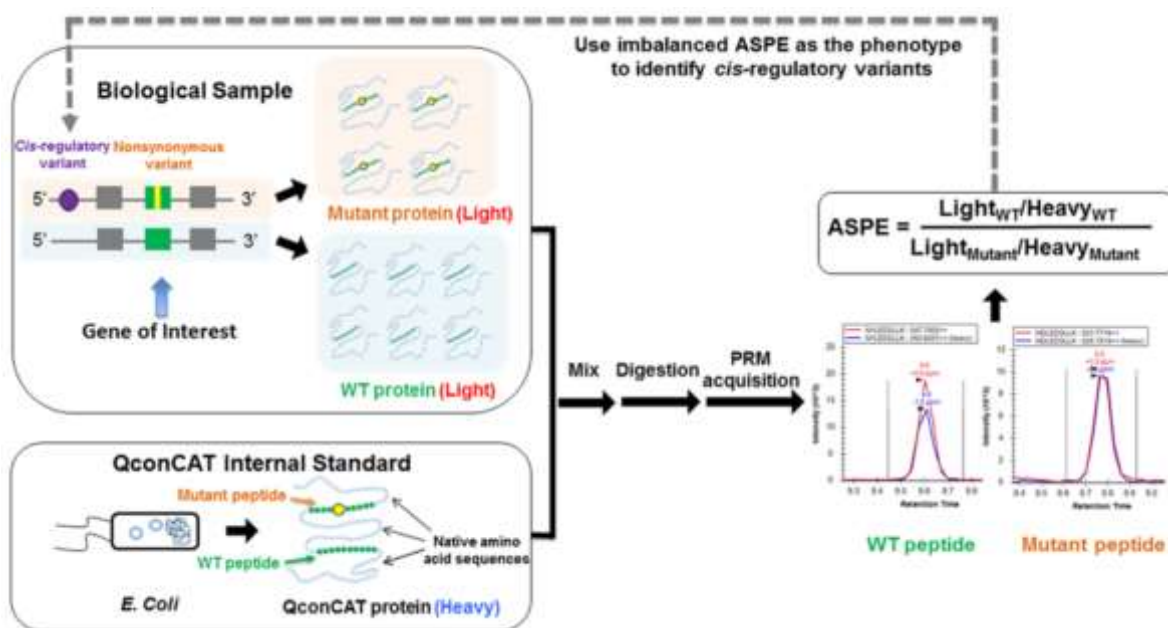 Use imbalanced ASPE as the phenotype
to identify cis-regulatory variants
Biological Sample
Cis-regulatory
variant
Nonsynonymous
variant
5′
3′
5′
3′
Gene of Interest
Mutant protein (Light)
WT protein (Light)
QconCAT Internal Standard
Mutant peptide
WT peptide
Native amino
acid sequences
E. Coli
QconCAT protein (Heavy)
Mix
Digestion
PRM
acquisition
ASPE =
LightWT/HeavyWT
LightMutant/HeavyMutant
Intensity (10^6)
Retention Time
WT peptide
Retention Time
Mutant peptide